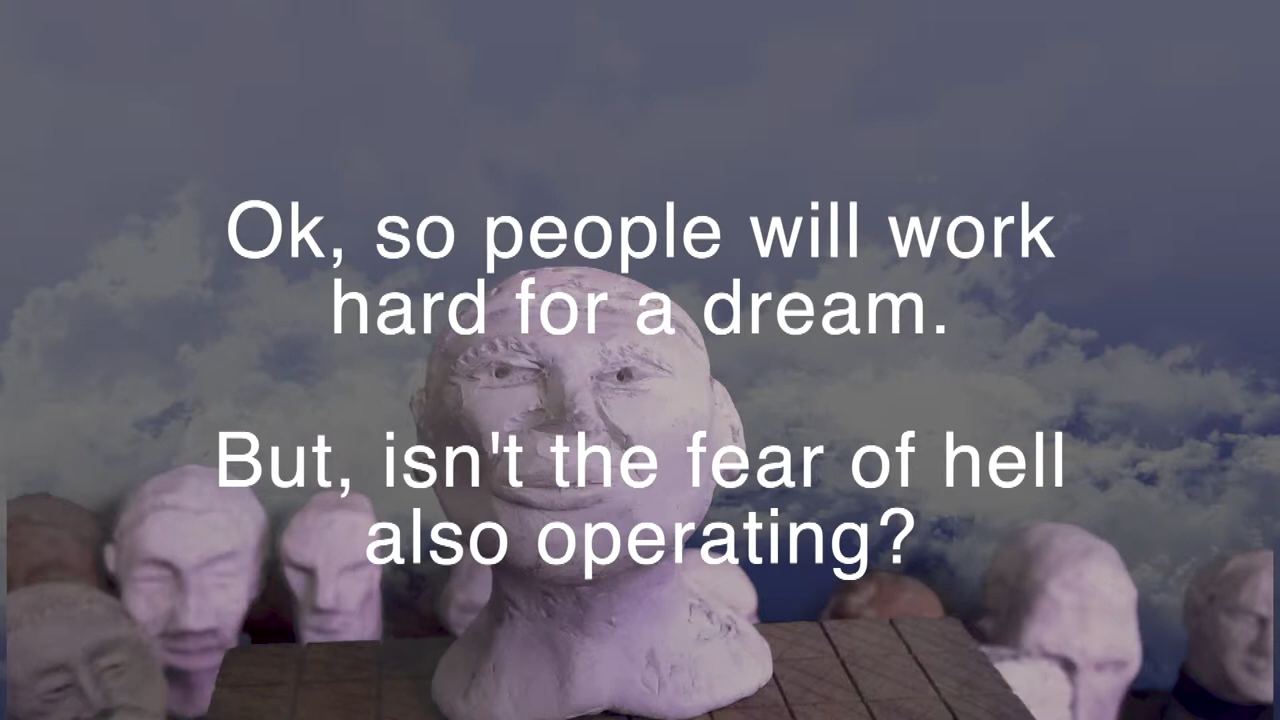 Ok, so people will work
hard for a dream.
But, isn't the fear of hell
also operating?